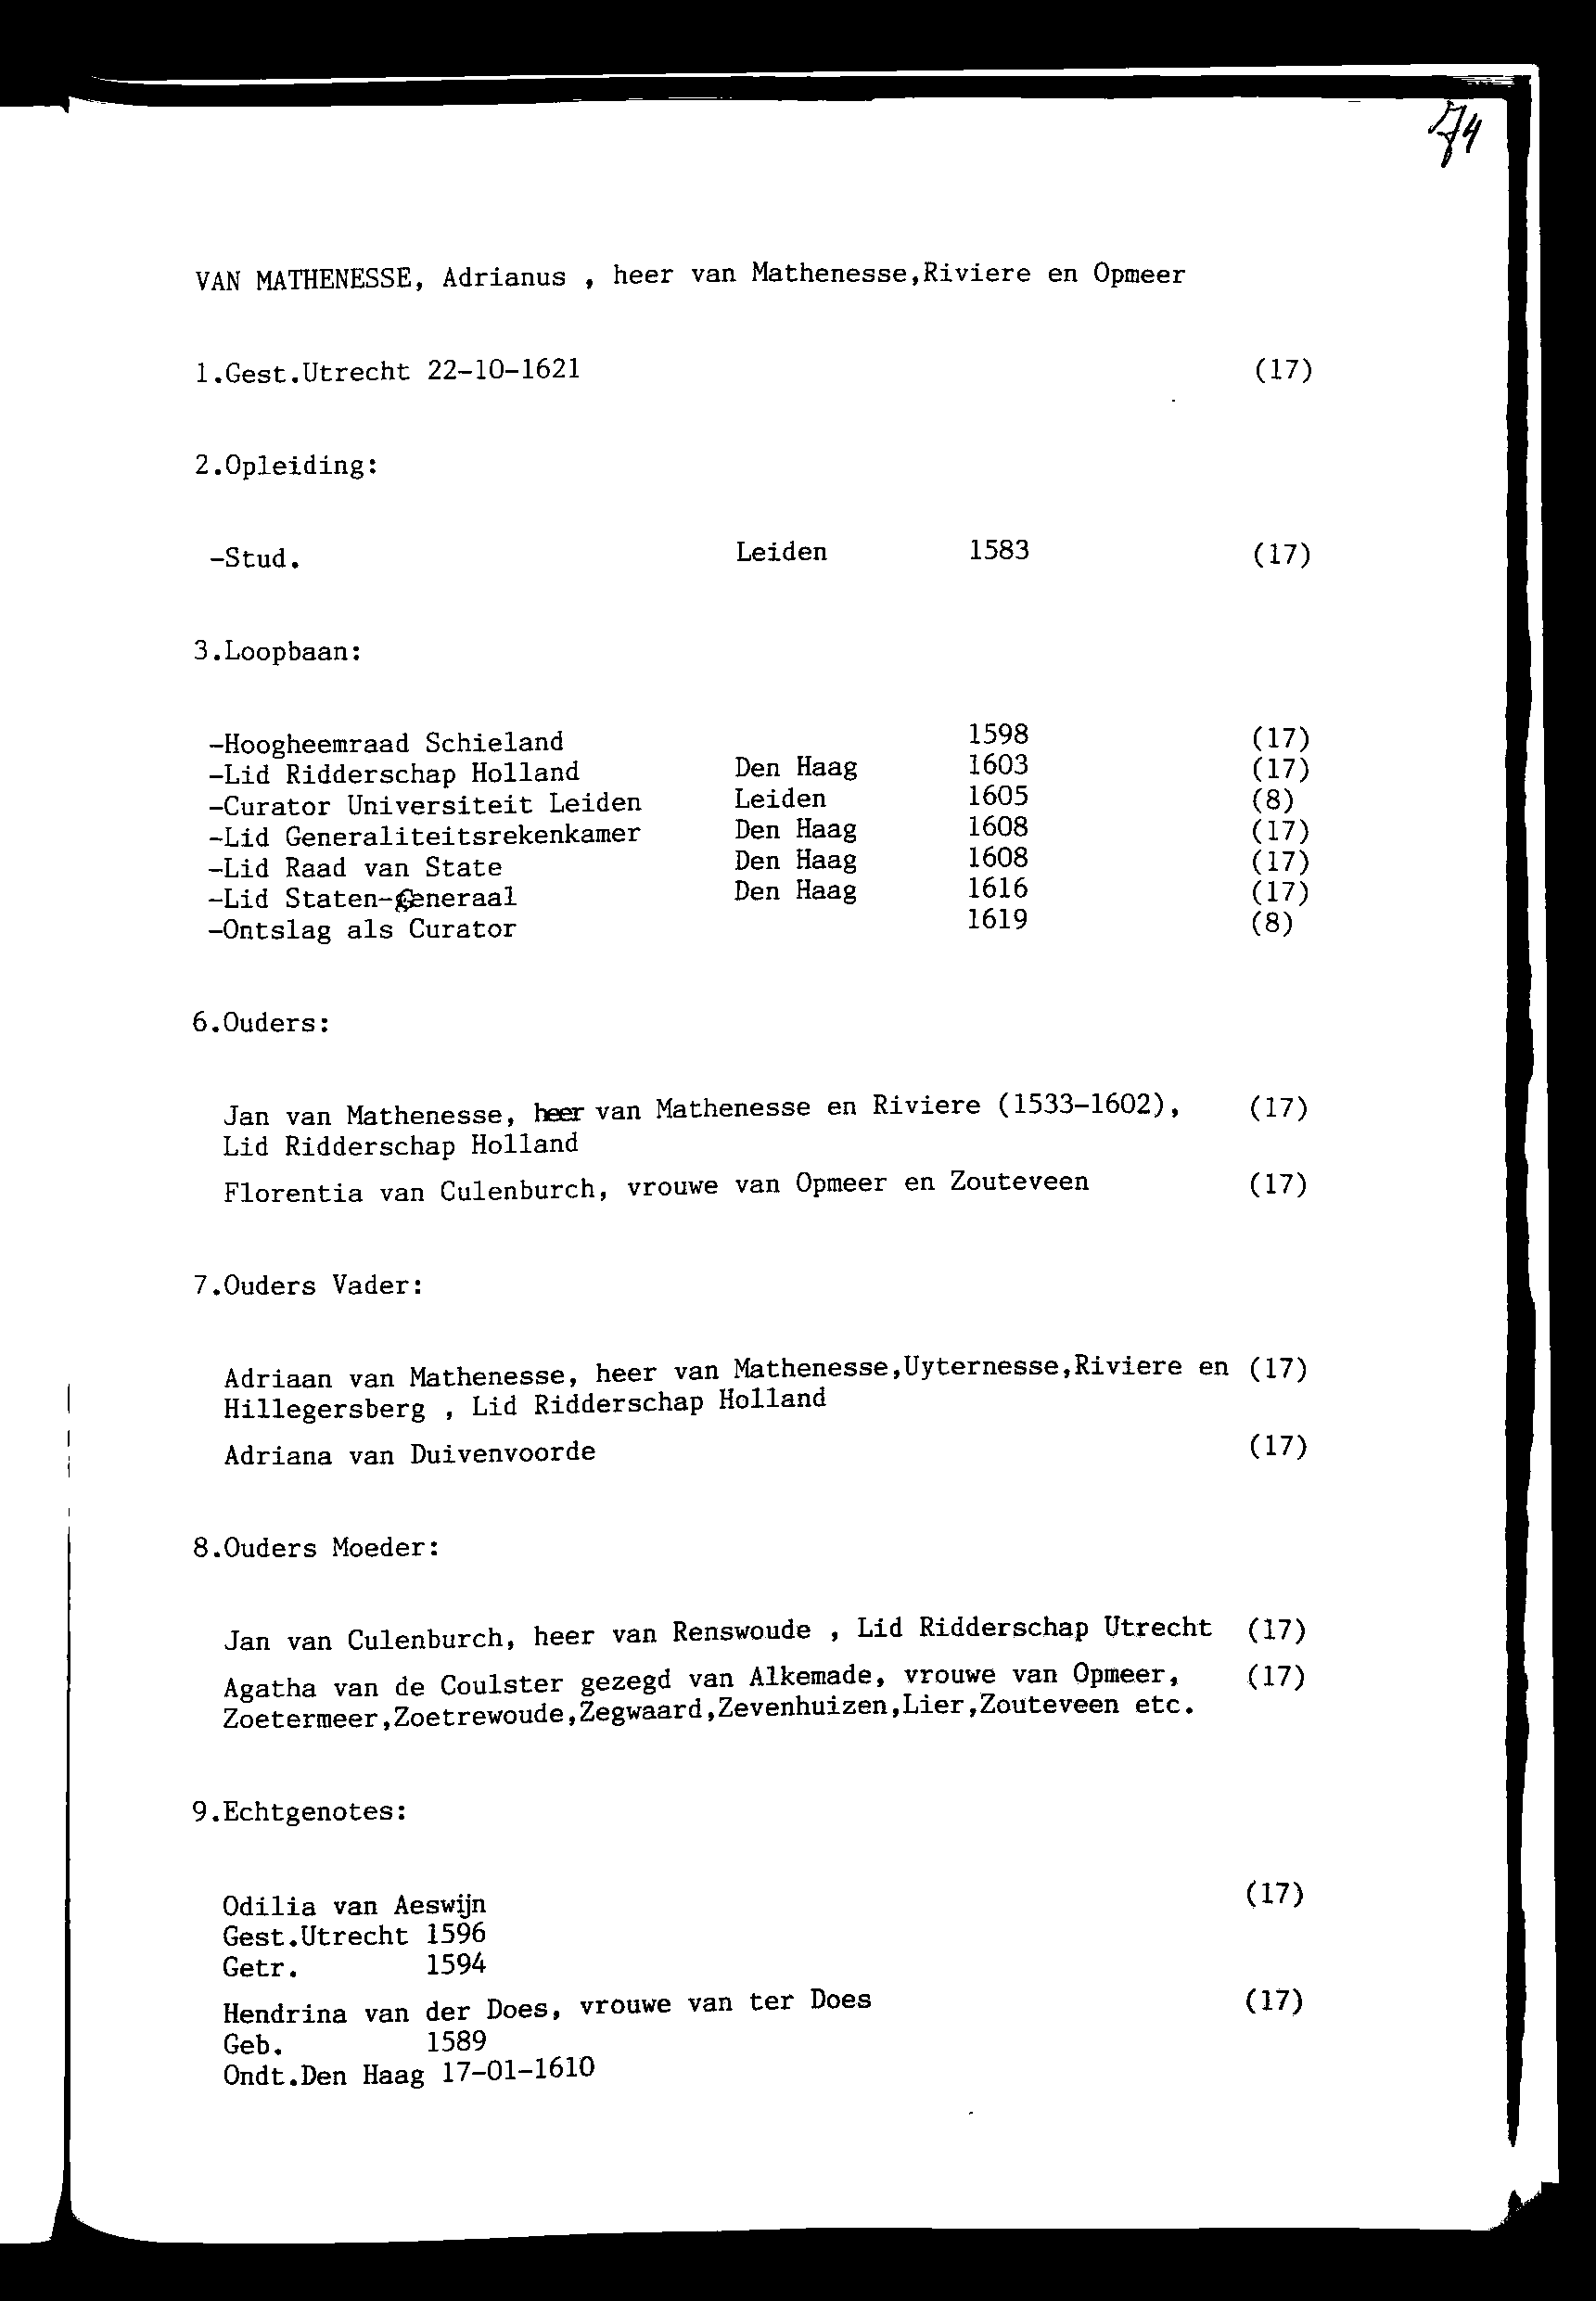 74
VAN MATHENESSE, Adrianus , heer van Mathenesse,Riviere en Opmeer
1.Gest.Utrecht 22-10-1621 (17)
2.Opleiding:
-Stud. Leiden 1583 (17)
3.Loopbaan:
-Hoogheemraad Schieland 1598 (17)
-Lid Ridderschap Holland Den Haag 1603 (17)
-Curator Universiteit Leiden Leiden 1605 (8)
-Lid Generaliteitsrekenkamer Den Haag 1608 (17)
-Lid Raad van State Den Haag 1608 (17)
-Lid Staten-Generaal Den Haag 1616 (17)
-Ontslag als Curator 1619 (8)
6.Ouders:
Jan van Mathenesse, heer van Mathenesse en Riviere (1533-1602), (17)
Lid Ridderschap Holland
Florentia van Culenburch, vrouwe van Opmeer en Zouteveen (17)
7.Ouders Vader:
Adriaan van Mathenesse, heer van Mathenesse,Uyternesse,Riviere en (17)
Hillegersberg , Lid Ridderschap Holland
Adriana van Duivenvoorde (17)
8.Ouders Moeder:
Jan van Culenburch, heer van Renswoude , Lid Ridderschap Utrecht (17)
Agatha van de Coulster gezegd van Alkemade, vrouwe van Opmeer, (17)
Zoetermeer,Zoetrewoude,Zegwaard,Zevenhuizen,Lier,Zouteveen etc.
9.Echtgenotes:
Odilia van Aeswijn (17)
Gest.Utrecht 1596
Getr. 1594
Hendrina van der Does, vrouwe van ter Does (17)
Geb. 1589
Ondt.Den Haag 17-01-1610